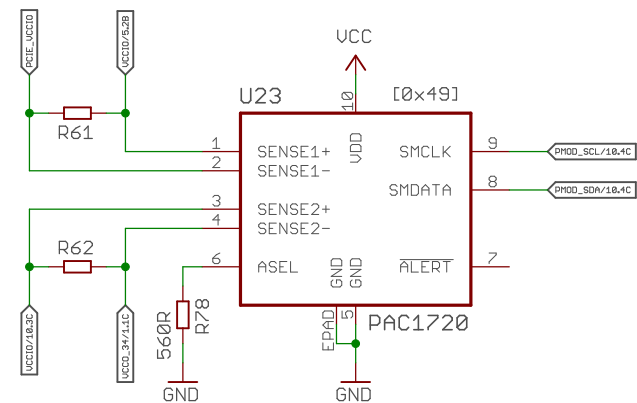 PCIE_VCCIO
VCCIO/5.2B
VCC
U23
[0x49]
R61
10
VDD
1
SENSE1+
2
SENSE1-
SMCLK
9
PMOD_SCL/10.4C
SMDATA
8
PMOD_SDA/10.4C
3
SENSE2+
4
SENSE2-
R62
6
ASEL
GND
GND
ALERT
7
VCCIO/10.3C
VCCO_34/1.1C
560R
R78
EPAD
5
PAC1720
GND
GND